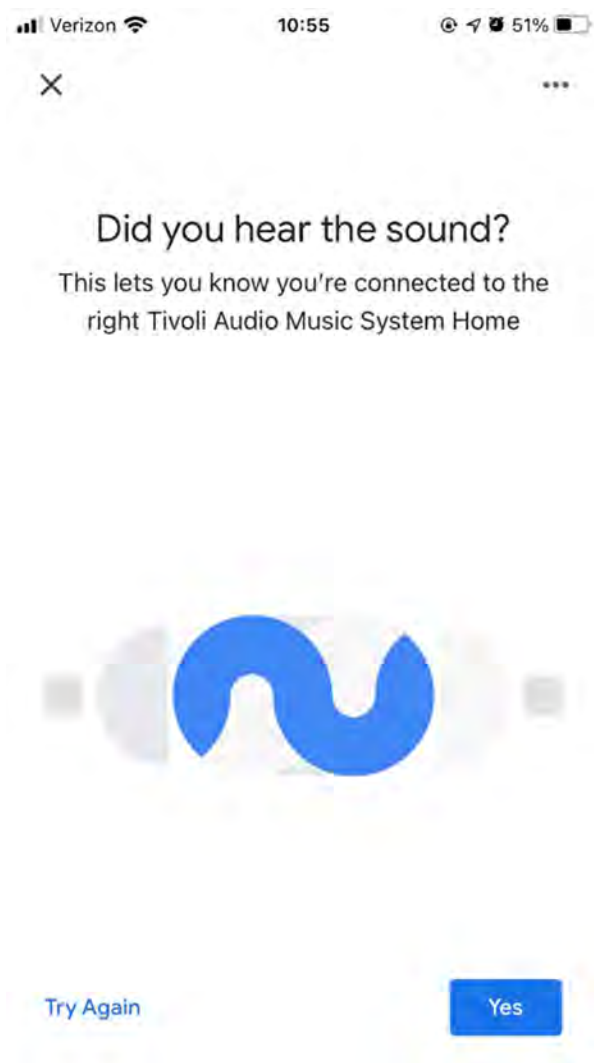 Verizon 10:55 51%
Did you hear the sound?
This lets you know you're connected to the
right Tivoli Audio Music System Home
Try Again Yes